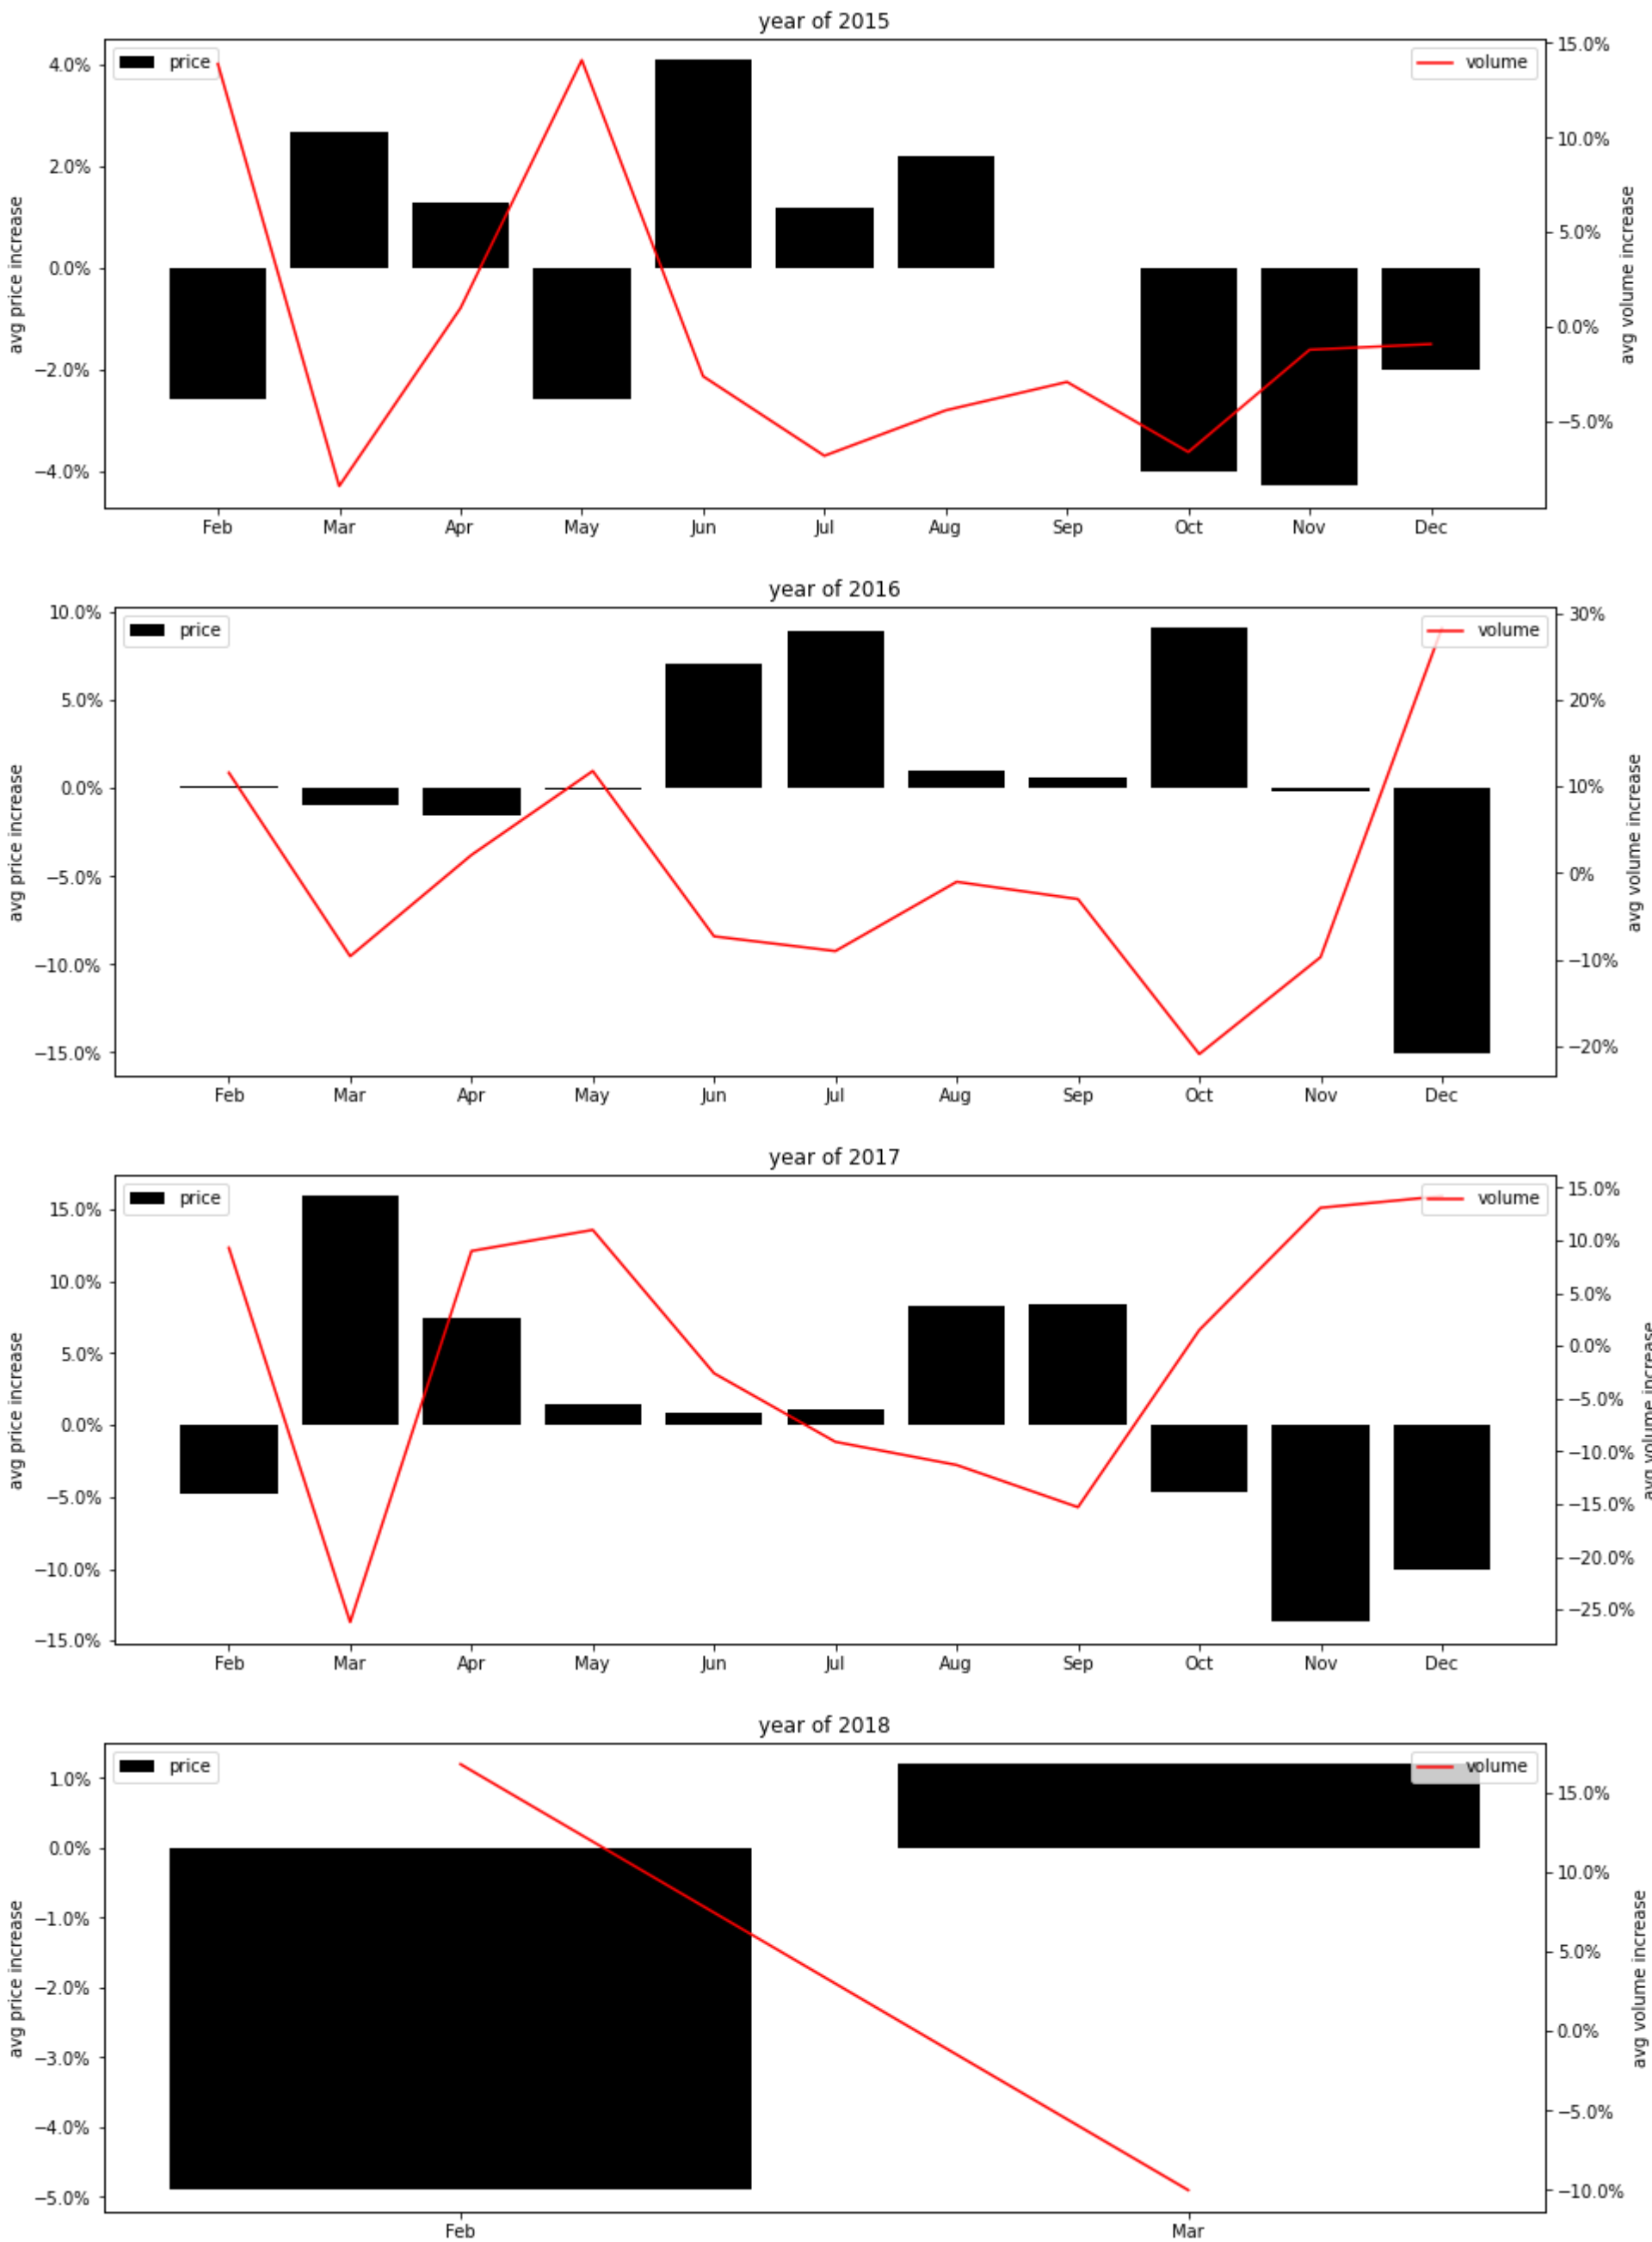 year of 2015
price
volume
4.0%
2.0%
0.0%
−2.0%
−4.0%
avg price increase
15.0%
10.0%
5.0%
0.0%
−5.0%
avg volume increase
Feb Mar Apr May Jun Jul Aug Sep Oct Nov Dec
year of 2016
price
volume
10.0%
5.0%
0.0%
−5.0%
−10.0%
−15.0%
avg price increase
30%
20%
10%
0%
−10%
−20%
avg volume increase
Feb Mar Apr May Jun Jul Aug Sep Oct Nov Dec
year of 2017
price
volume
15.0%
10.0%
5.0%
0.0%
−5.0%
−10.0%
−15.0%
avg price increase
15.0%
10.0%
5.0%
0.0%
−5.0%
−10.0%
−15.0%
−20.0%
−25.0%
avg volume increase
Feb Mar Apr May Jun Jul Aug Sep Oct Nov Dec
year of 2018
price
volume
1.0%
0.0%
−1.0%
−2.0%
−3.0%
−4.0%
−5.0%
avg price increase
15.0%
10.0%
5.0%
0.0%
−5.0%
−10.0%
avg volume increase
Feb Mar